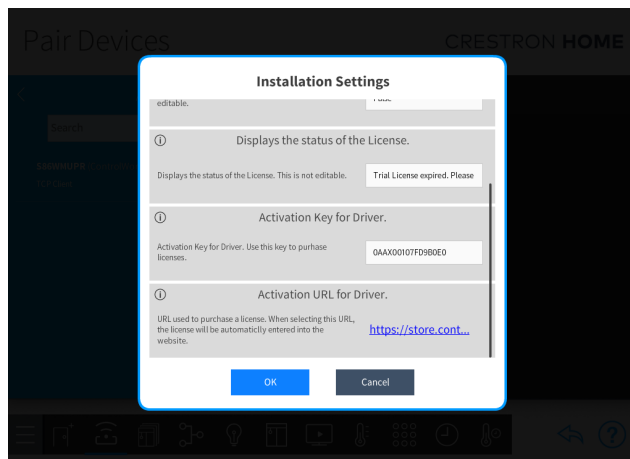 Pair Devices
CRESTRON HOME
Installation Settings
editable.
Search
Displays the status of the License.
Displays the status of the License. This is not editable.
Trial License expired. Please
Activation Key for Driver.
Activation Key for Driver. Use this key to purhase
licenses.
0AAX00107FD9B0E0
Activation URL for Driver.
URL used to purchase a license. When selecting this URL,
the license will be automaticlly entered into the
website.
https://store.cont...
OK
Cancel